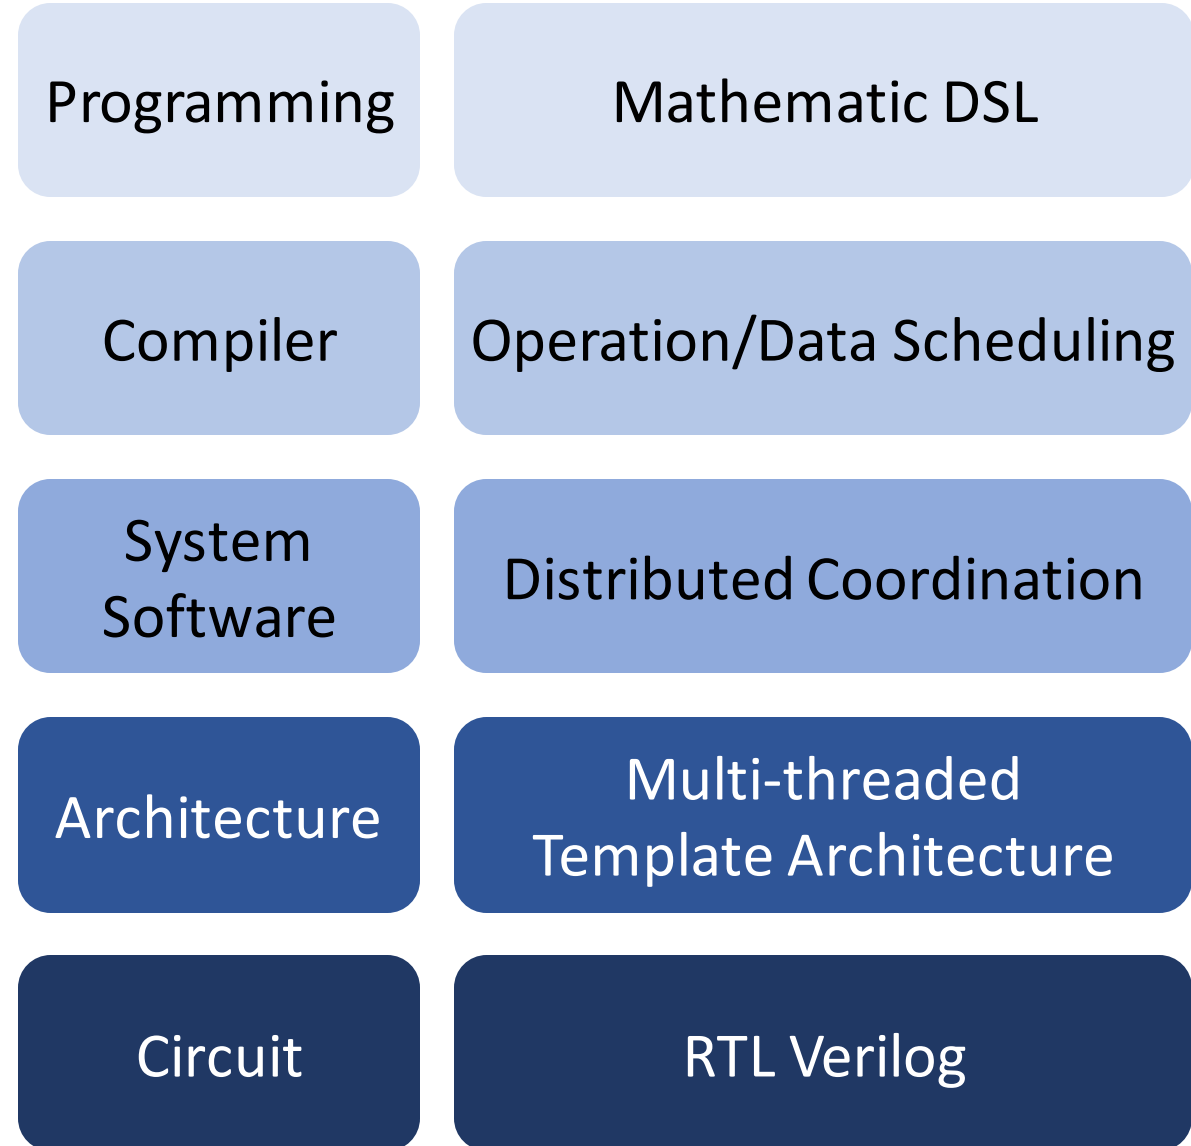 Programming
Mathematic DSL
Compiler
Operation/Data Scheduling
System
Software
Distributed Coordination
Architecture
Multi-threaded
Template Architecture
Circuit
RTL Verilog